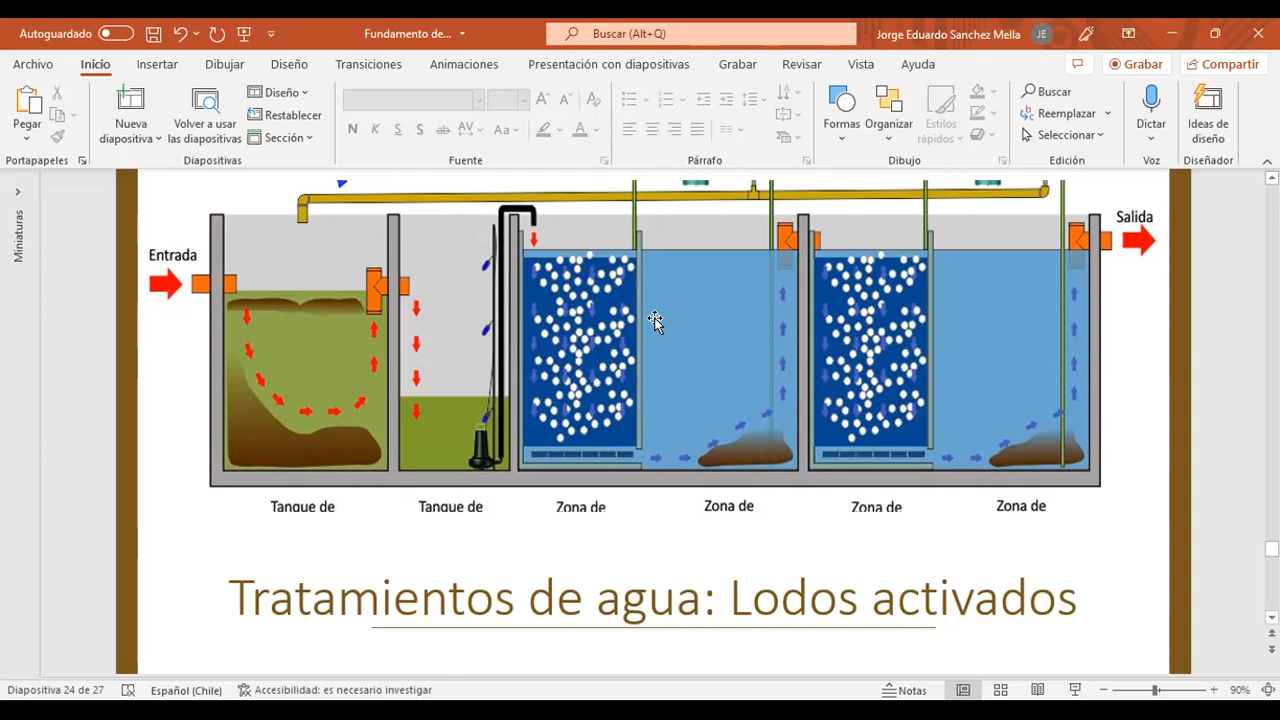 Autoguardado
Fundamento de...
Buscar (Alt+Q)
Jorge Eduardo Sanchez Mella
JE
Archivo Inicio Insertar Dibujar Diseño Transiciones Animaciones Presentación con diapositivas Grabar Revisar Vista Ayuda
Grabar
Compartir
Pegar
Nueva diapositiva
Volver a usar las diapositivas
Diseño
Restablecer
Sección
N K S S ab AV Aa A
Formas
Organizar
Estilos rápidos
Buscar
Reemplazar
Seleccionar
Dictar
Ideas de diseño
Portapapeles Diapositivas Fuente Párrafo Dibujo Edición Voz Diseñador
Miniaturas
Entrada
Salida
Tanque de Tanque de Zona de Zona de Zona de Zona de
Tratamientos de agua: Lodos activados
Diapositiva 24 de 27 Español (Chile) Accesibilidad: es necesario investigar Notas 90%